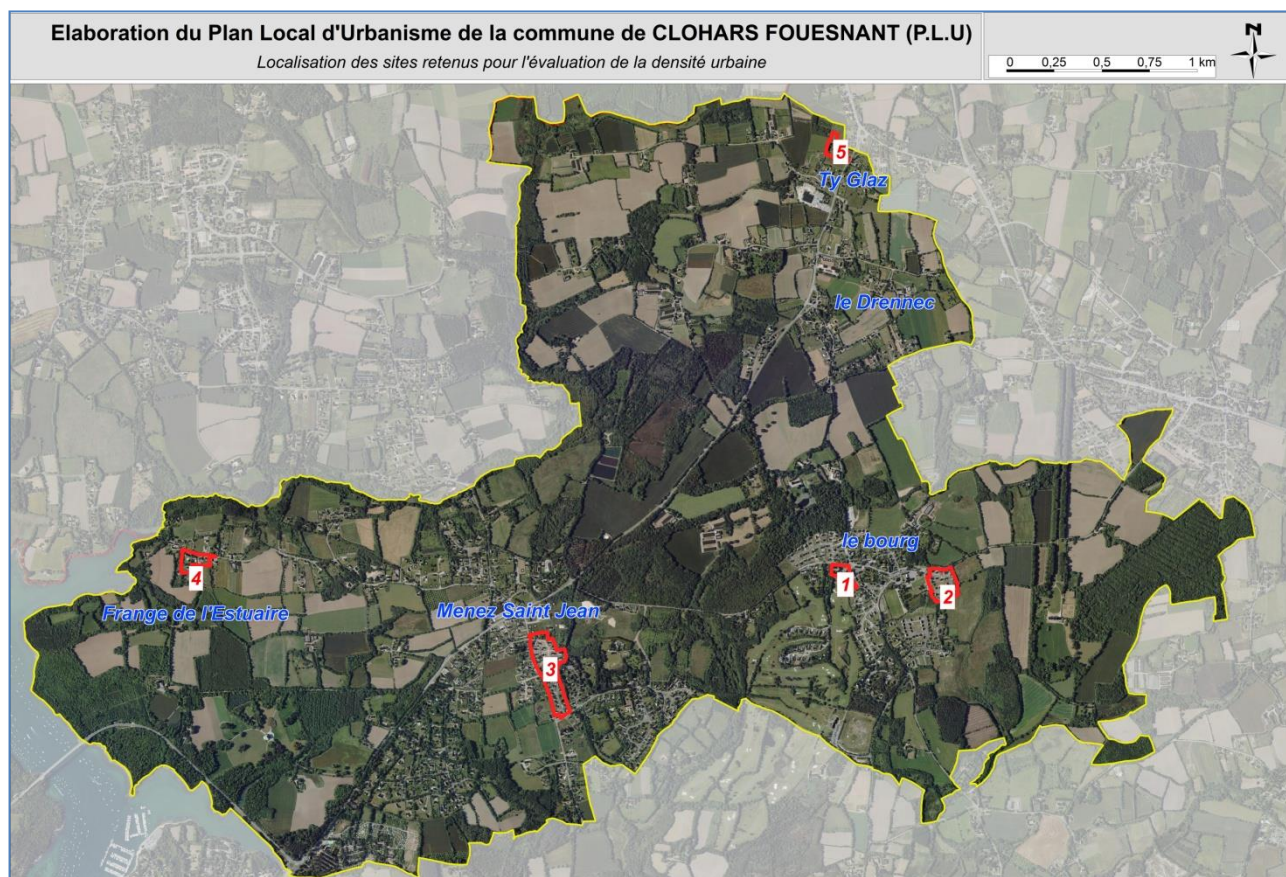 Elaboration du Plan Local d'Urbanisme de la commune de CLOHARS FOUESNANT (P.L.U)
Localisation des sites retenus pour l'évaluation de la densité urbaine
0 0,25 0,5 0,75 1 km
N
5
Ty Glaz
le Drennec
le bourg
1
2
4
Frange de l'Estuaire
Menez Saint Jean
3